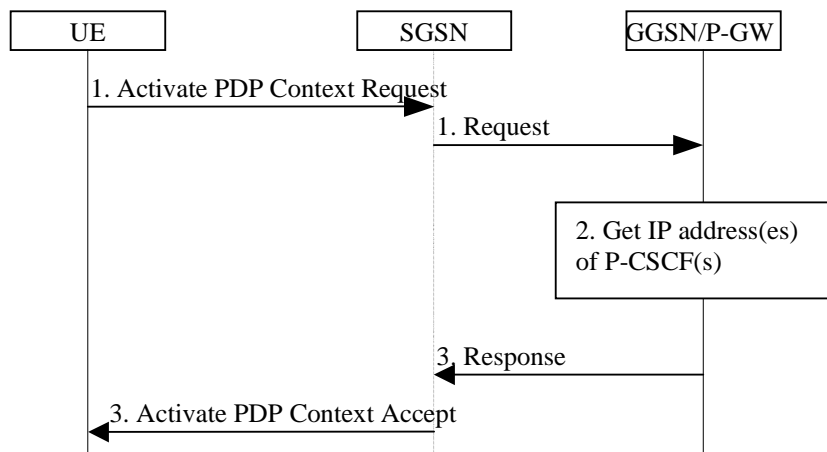 UE
SGSN
GGSN/P-GW
1. Activate PDP Context Request
1. Request
2. Get IP address(es)
of P-CSCF(s)
3. Response
3. Activate PDP Context Accept